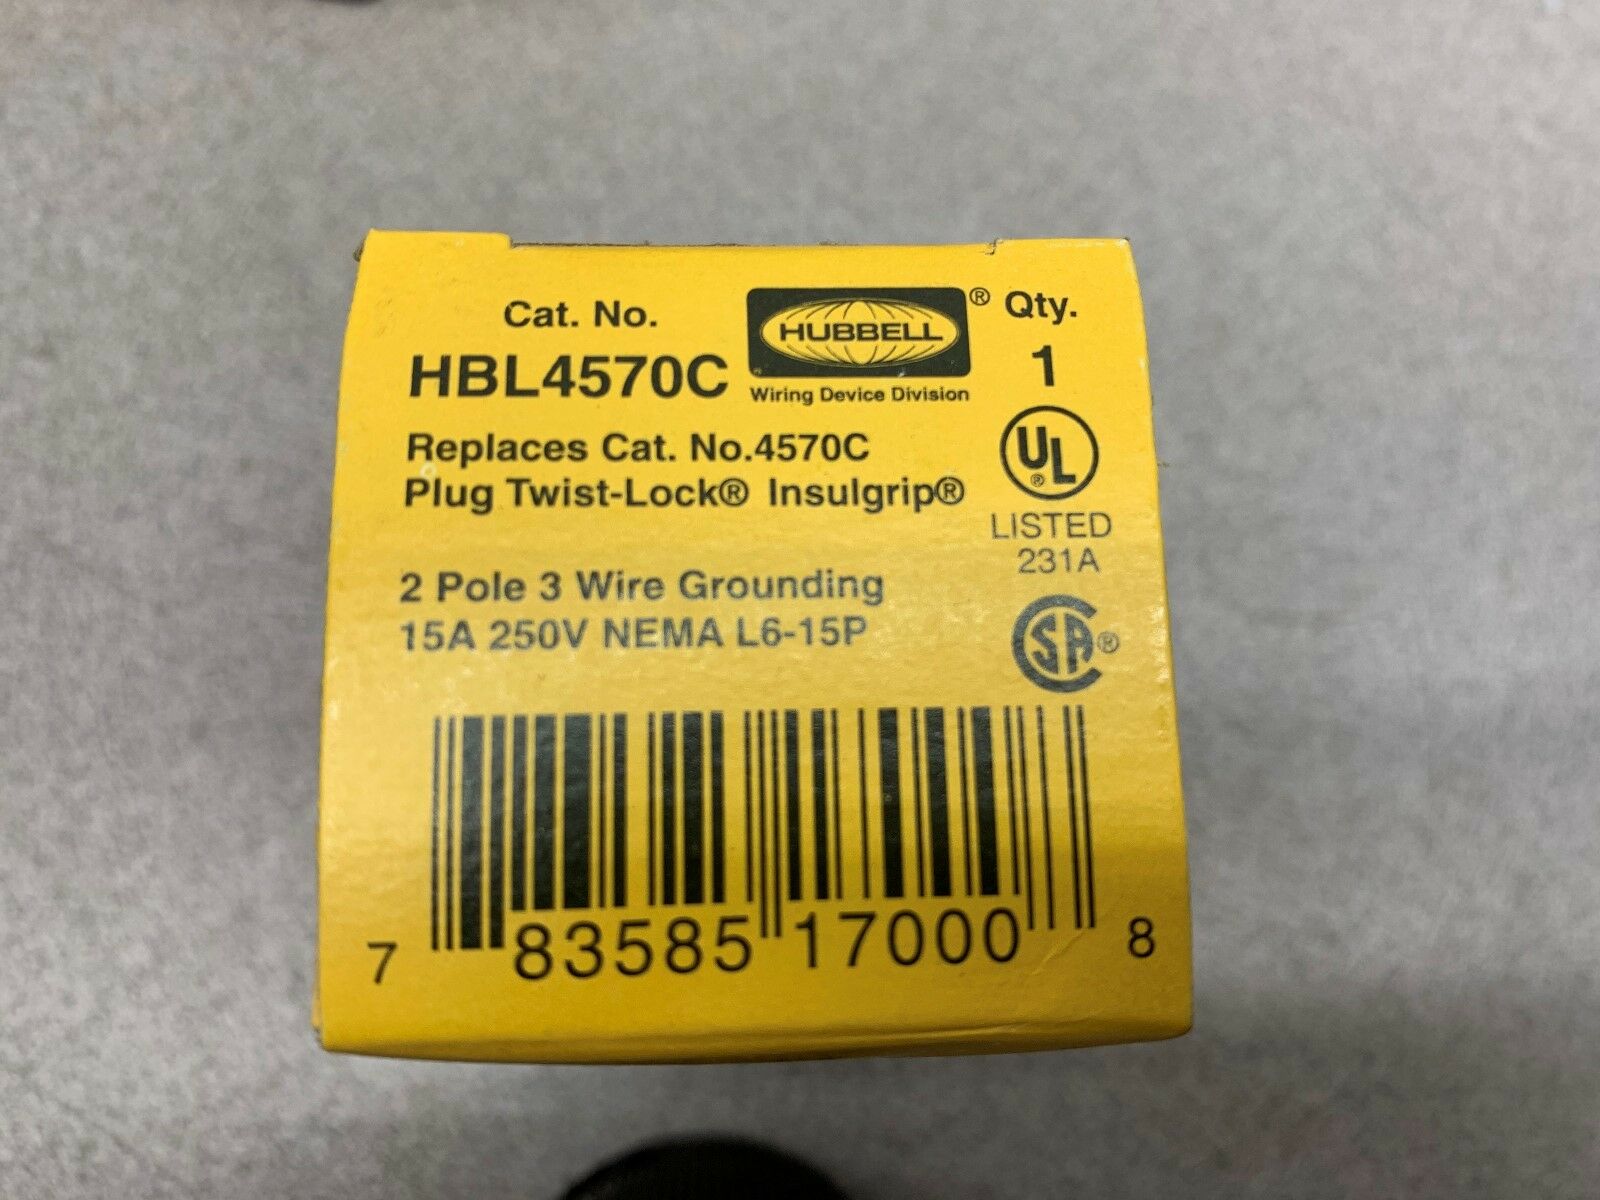 Cat. No.
HBL4570C
HUBBELL®
Wiring Device Division
Qty.
1
Replaces Cat. No.4570C
Plug Twist-Lock® Insulgrip®
UL®
LISTED
231A
2 Pole 3 Wire Grounding
15A 250V NEMA L6-15P
CSA®
7 83585 17000 8